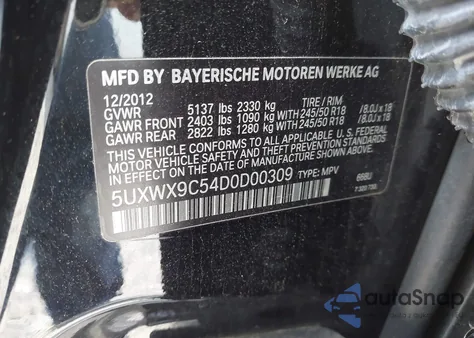 MFD BY BAYERISCHE MOTOREN WERKE AG
12/2012 TIRE / RIM
GVWR 5137 lbs 2330 kg
GAWR FRONT 2403 lbs 1090 kg WITH 245/50 R18 /8.0J x 18
GAWR REAR 2822 lbs 1280 kg WITH 245/50 R18 /8.0J x 18
THIS VEHICLE CONFORMS TO ALL APPLICABLE U.S. FEDERAL
MOTOR VEHICLE SAFETY, BUMPER, AND THEFT
PREVENTION STANDARDS IN EFFECT ON THE DATE OF
MANUFACTURE SHOWN ABOVE.
5UXWX9C54D0D00309 TYPE: MPV
autoSnap